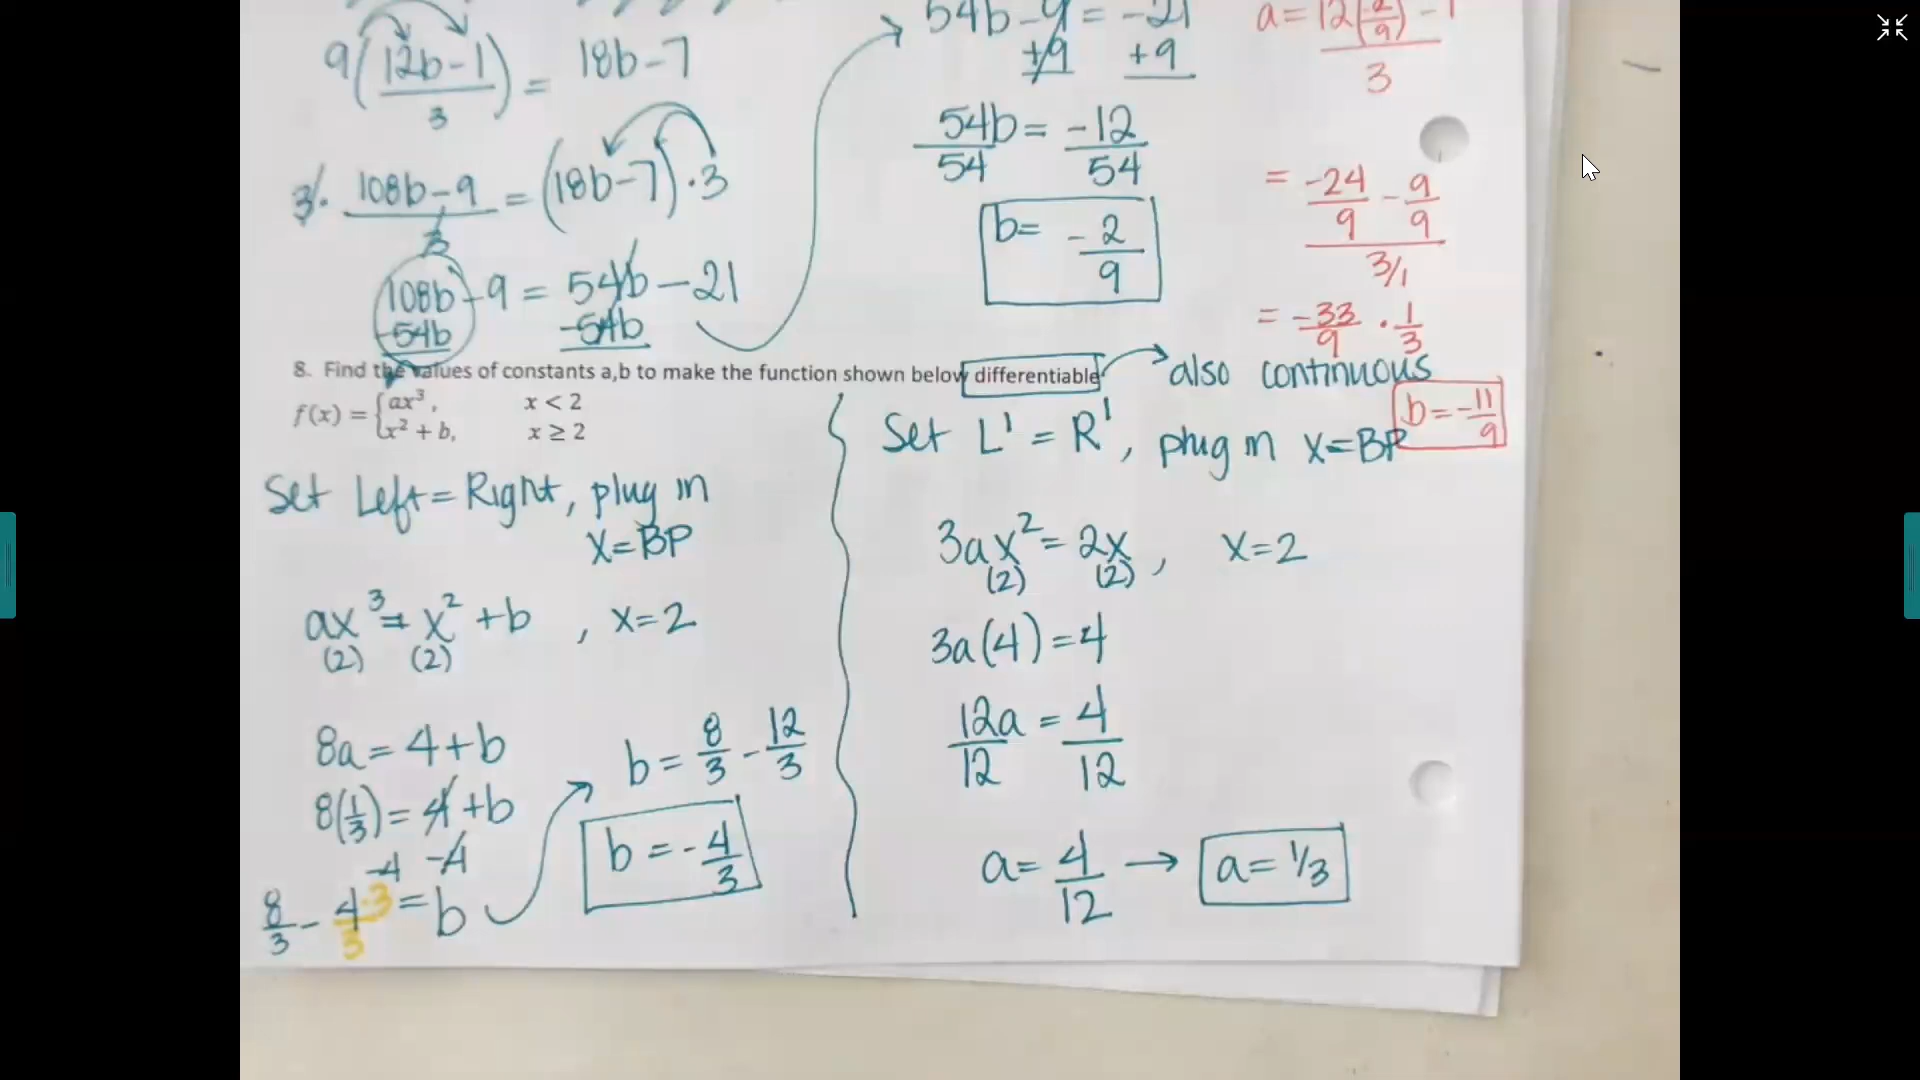 9(12b-1/3) = 18b-7
3· 108b-9/3 = (18b-7)·3
108b-9 = 54b-21
-54b -54b
54b-9 = -21
+9 +9
54b/54 = -12/54
b= -2/9
a= 12(-2/9)-1
3
= -24/9 - 9/9
3/1
= -33/9 · 1/3
b= -11/9
8. Find the values of constants a,b to make the function shown below differentiable
also continuous
f(x) = { ax³, x < 2
x² + b, x ≥ 2
Set Left = Right, plug in
x=BP
ax³ = x² + b , x=2
(2) (2)
8a = 4+b
8(1/3) = 4+b
-4 -4
8/3 - 4·3/3 = b
b = 8/3 - 12/3
b = -4/3
Set L' = R', plug in x=BP
3ax² = 2x , x=2
(2) (2)
3a(4) = 4
12a/12 = 4/12
a= 4/12 → a= 1/3